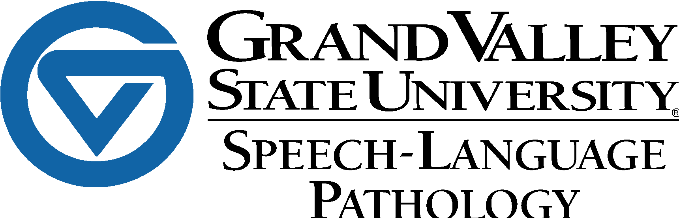 GRAND VALLEY
STATE UNIVERSITY®
SPEECH-LANGUAGE
PATHOLOGY